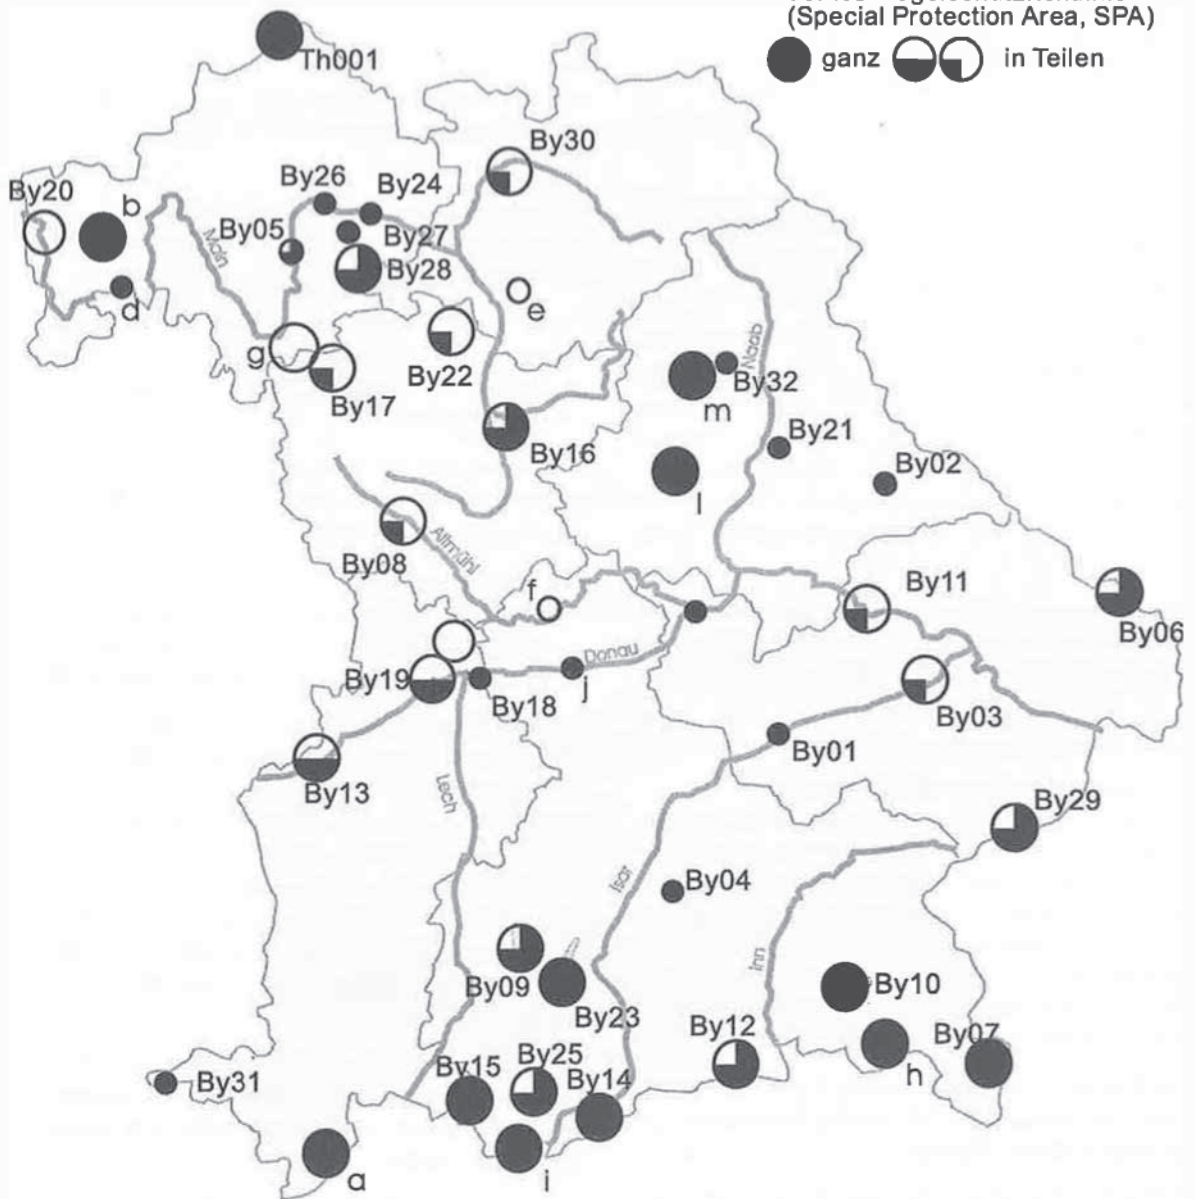 (Special Protection Area, SPA)
ganz
in Teilen
Th001
By30
By20
b
By26
By24
By05
By27
By28
Main
d
e
g
By22
By17
Naab
By32
m
By16
By21
By02
l
By08
Altmühl
f
By11
By06
Donau
By19
By18
j
By03
By01
By13
Lech
By29
Isar
By04
Inn
By09
By23
By10
By12
By07
h
By31
By15
By25
By14
a
i